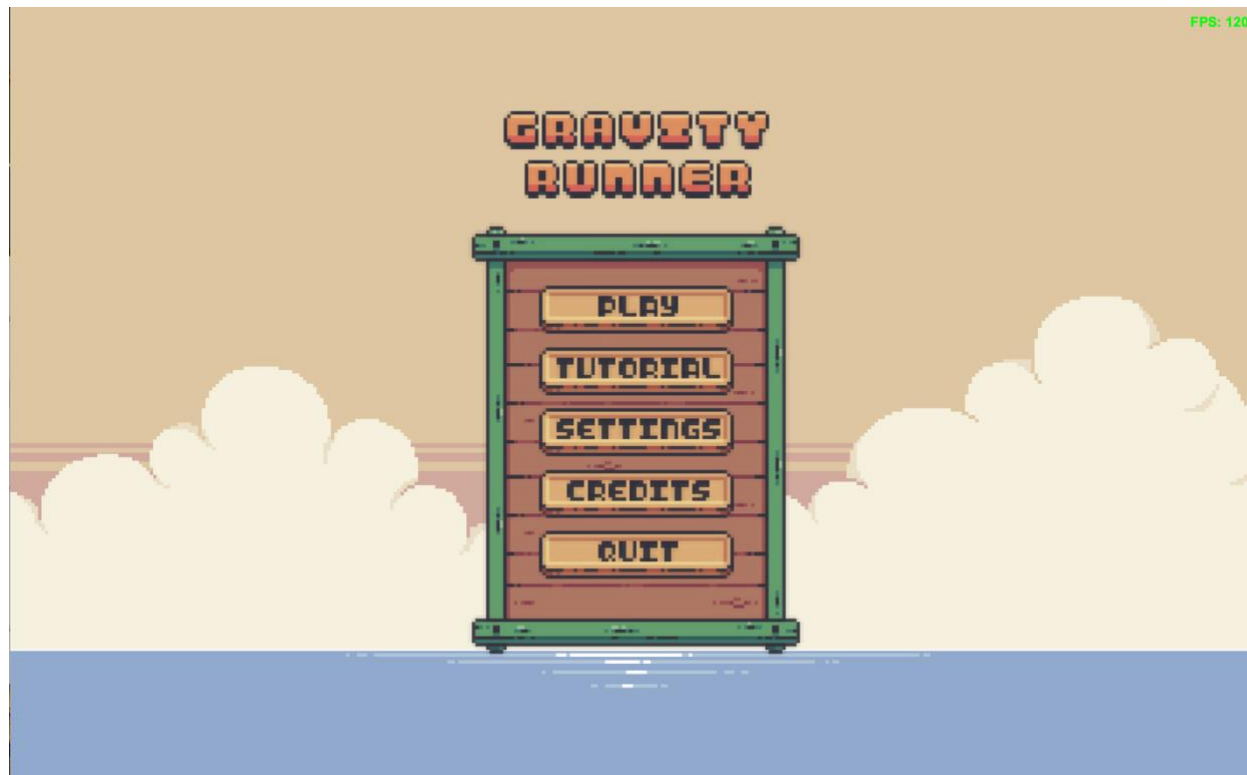 FPS: 120
GRAVITY
RUNNER
PLAY
TUTORIAL
SETTINGS
CREDITS
QUIT